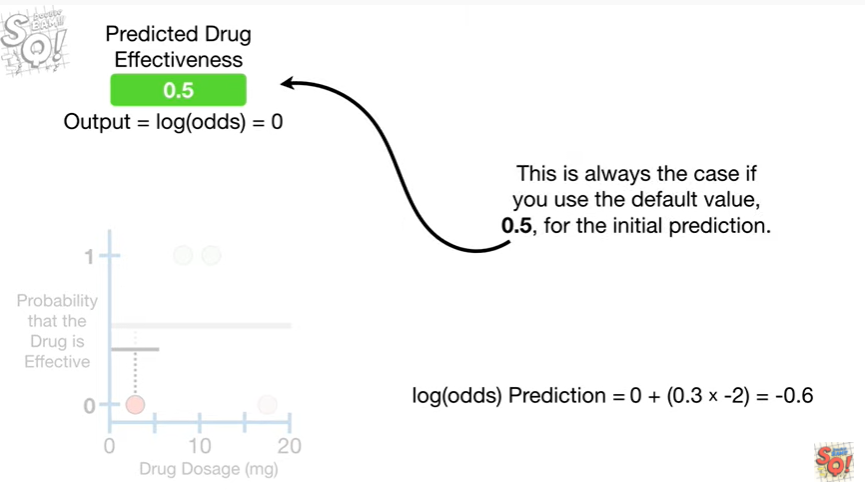 Predicted Drug
Effectiveness
0.5
Output = log(odds) = 0
This is always the case if
you use the default value,
0.5, for the initial prediction.
1
Probability
that the
Drug is
Effective
0
0 10 20
Drug Dosage (mg)
log(odds) Prediction = 0 + (0.3 x -2) = -0.6
SQ!